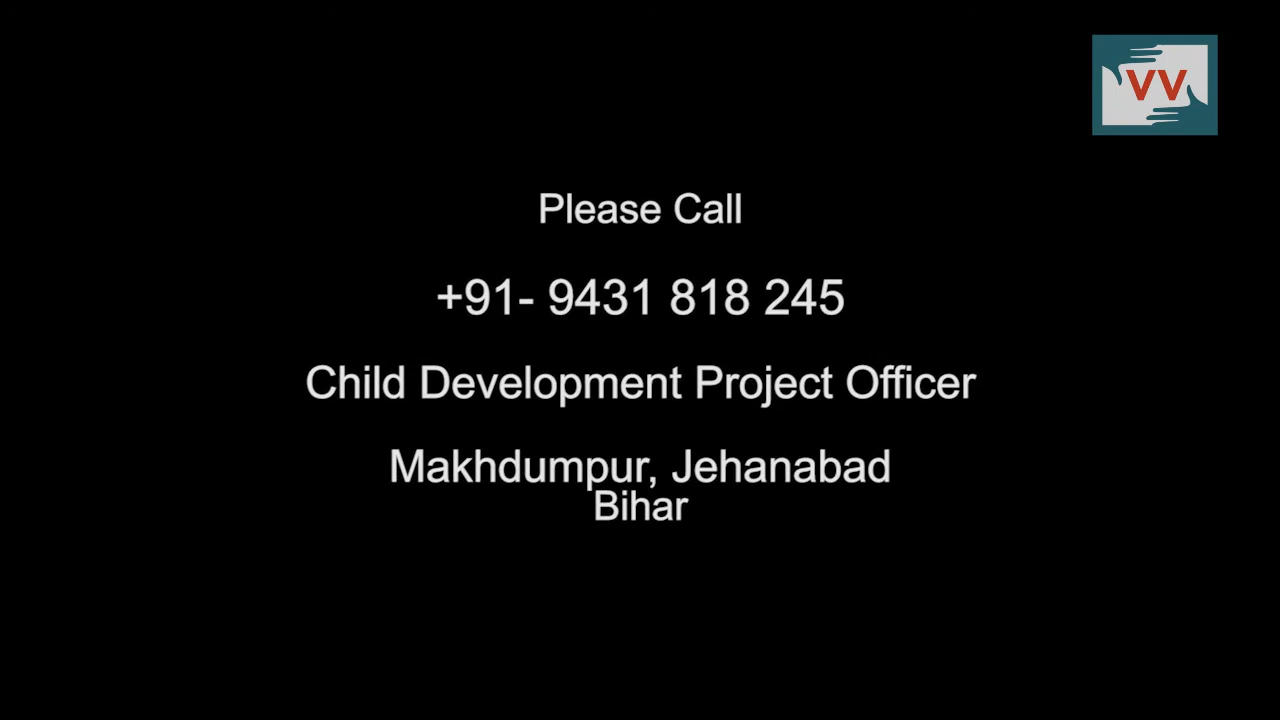 VV
Please Call
+91- 9431 818 245
Child Development Project Officer
Makhdumpur, Jehanabad
Bihar